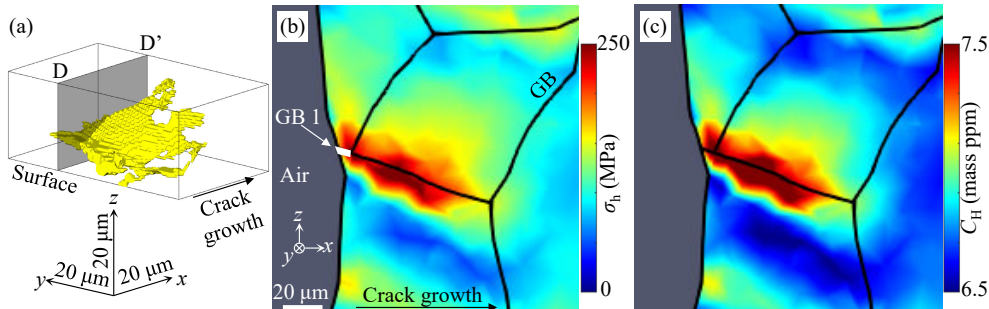 (a)
D'
D
Surface
Crack
growth
z
20 μm
20 μm
20 μm
y
x
(b)
GB
GB 1
Air
z
y
x
20 μm
Crack growth
250
σh (MPa)
0
(c)
7.5
CH (mass ppm)
6.5